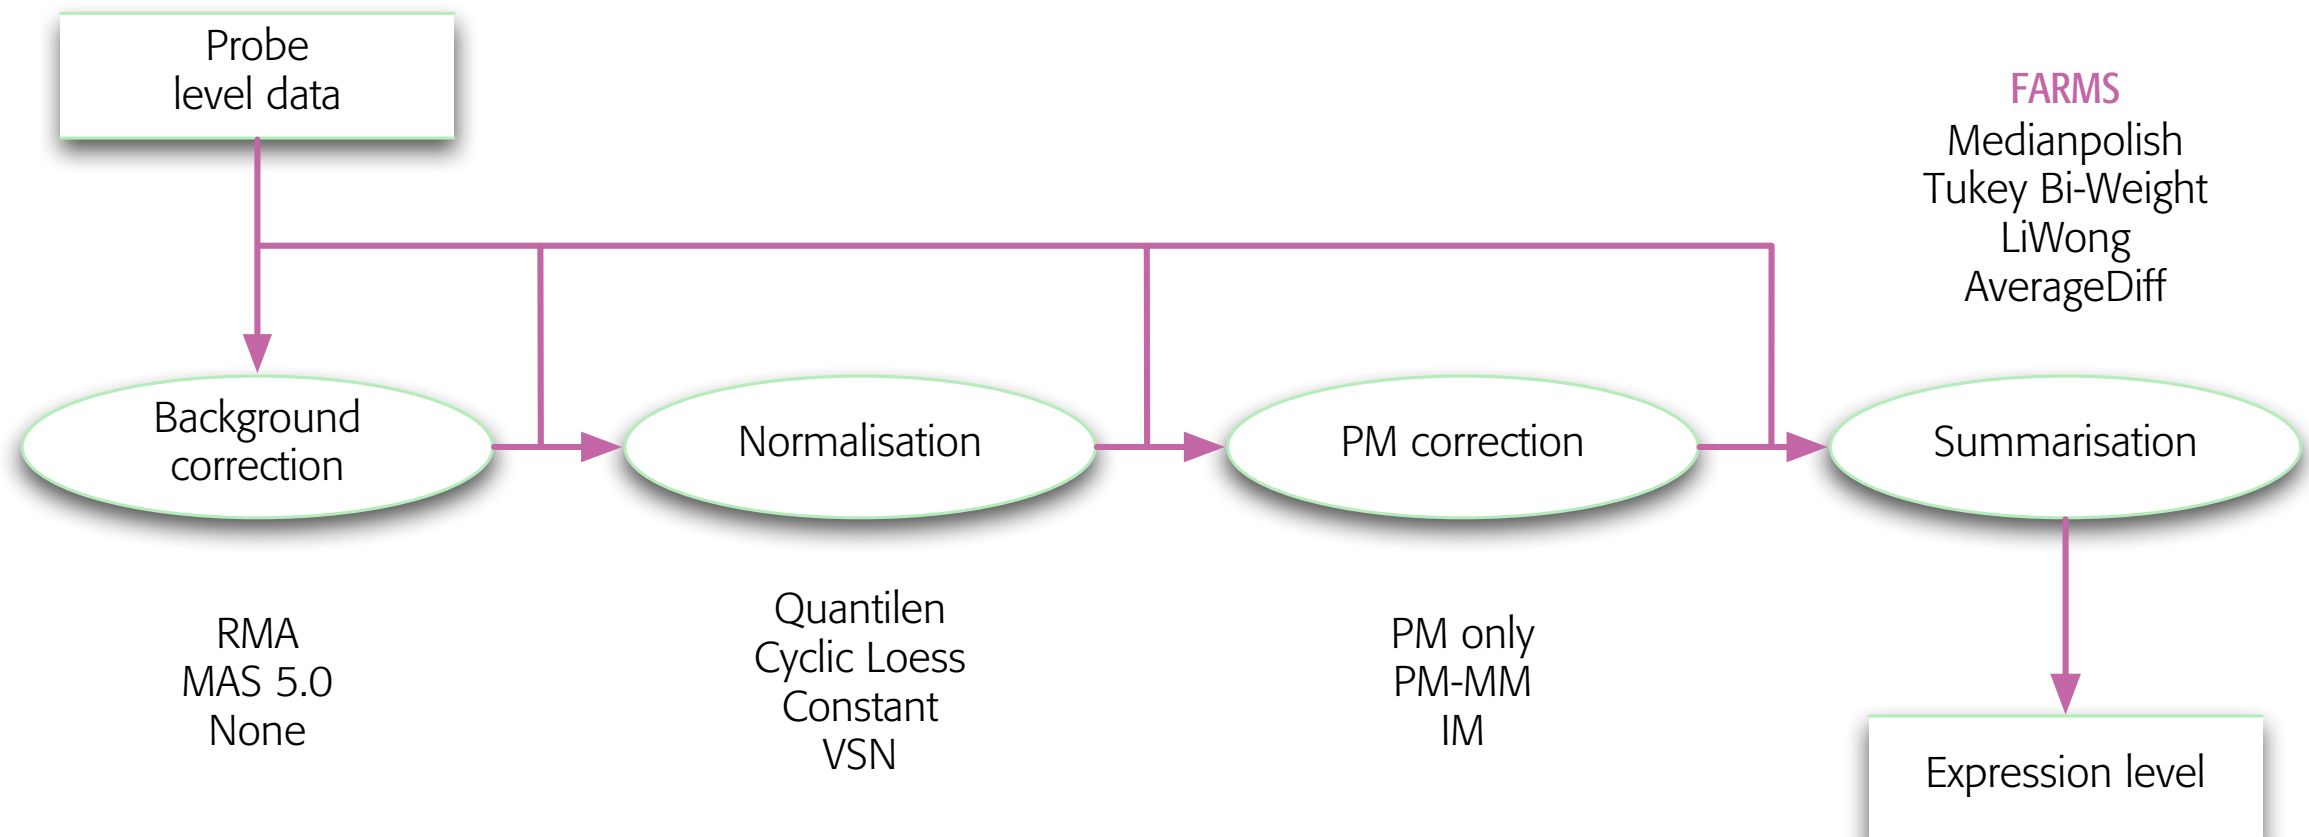 Probe
level data
FARMS
Medianpolish
Tukey Bi-Weight
LiWong
AverageDiff
Background
correction
Normalisation
PM correction
Summarisation
RMA
MAS 5.0
None
Quantilen
Cyclic Loess
Constant
VSN
PM only
PM-MM
IM
Expression level